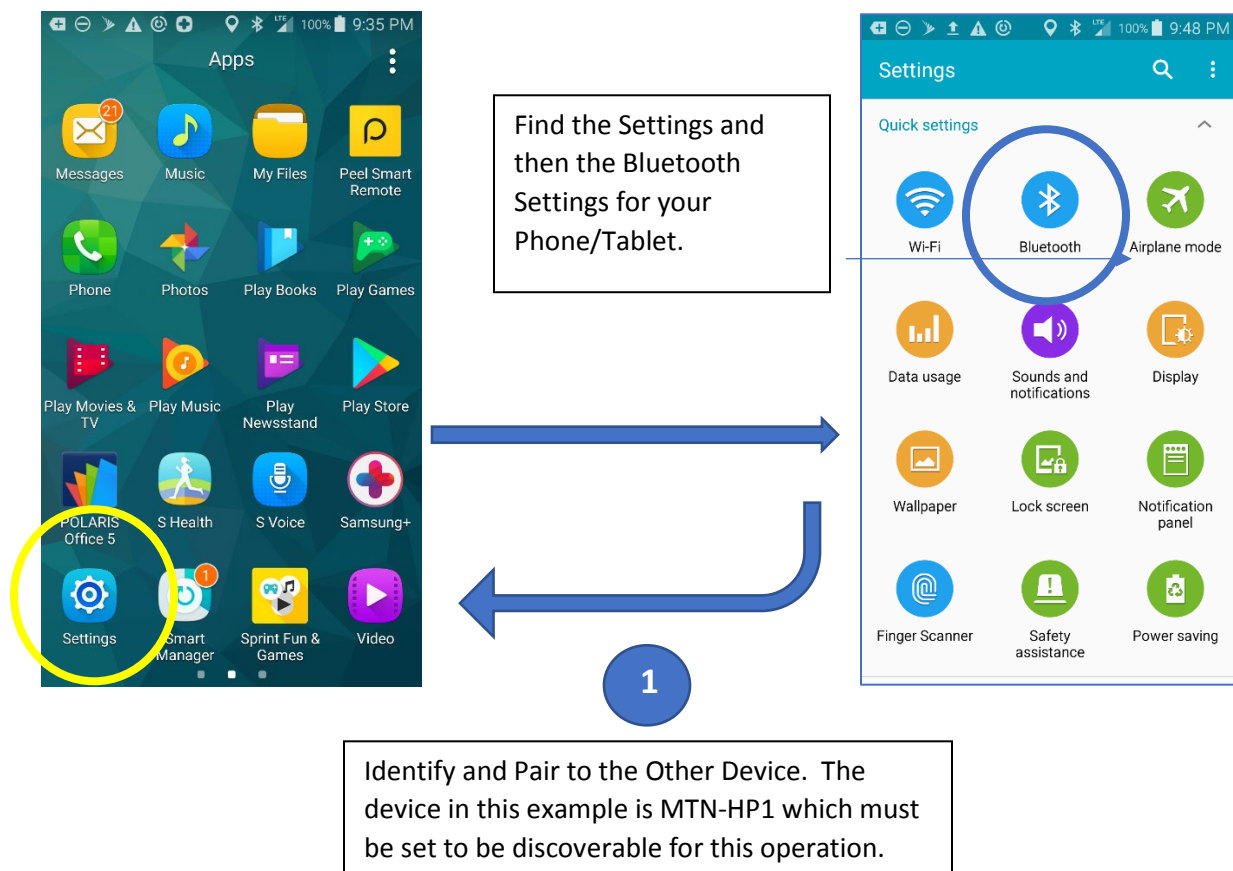 100% 9:35 PM
Apps
21
Messages
Music
My Files
Peel Smart
Remote
Phone
Photos
Play Books
Play Games
Play Movies &
TV
Play Music
Play
Newsstand
Play Store
POLARIS
Office 5
S Health
S Voice
Samsung+
1
Settings
Smart
Manager
Sprint Fun &
Games
Video
Find the Settings and
then the Bluetooth
Settings for your
Phone/Tablet.
LTE 100% 9:48 PM
Settings
Quick settings
Wi-Fi
Bluetooth
Airplane mode
Data usage
Sounds and
notifications
Display
Wallpaper
Lock screen
Notification
panel
Finger Scanner
Safety
assistance
Power saving
1
Identify and Pair to the Other Device. The
device in this example is MTN-HP1 which must
be set to be discoverable for this operation.